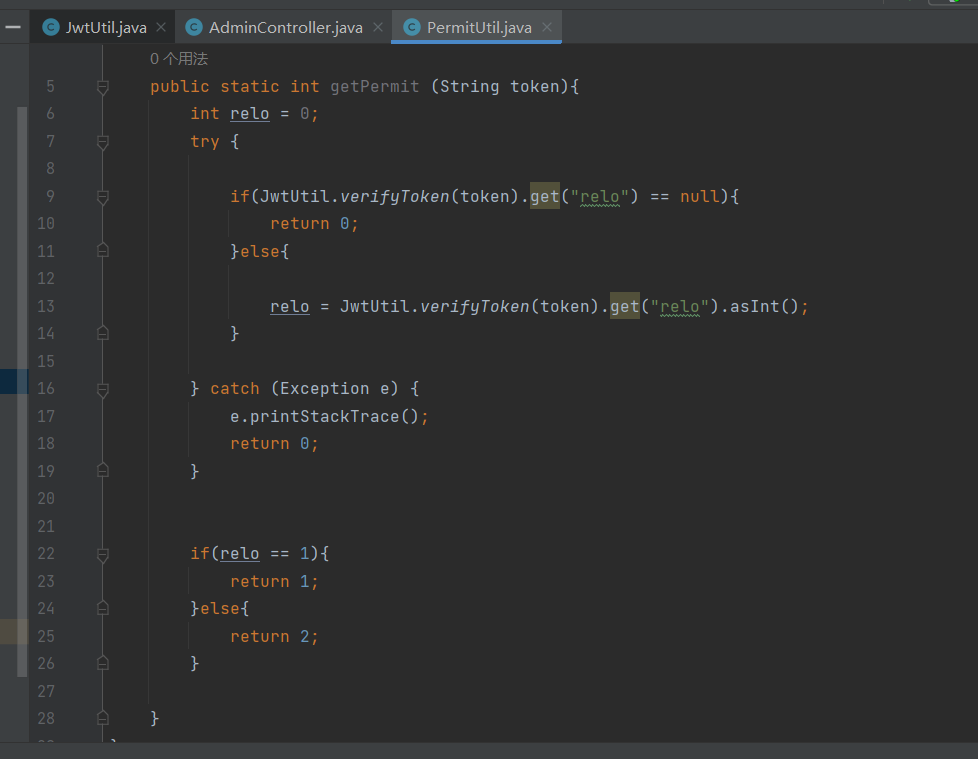 JwtUtil.java AdminController.java PermitUtil.java
0 个用法
5 public static int getPermit (String token){
6 int relo = 0;
7 try {
8
9 if(JwtUtil.verifyToken(token).get("relo") == null){
10 return 0;
11 }else{
12
13 relo = JwtUtil.verifyToken(token).get("relo").asInt();
14 }
15
16 } catch (Exception e) {
17 e.printStackTrace();
18 return 0;
19 }
20
21
22 if(relo == 1){
23 return 1;
24 }else{
25 return 2;
26 }
27
28 }